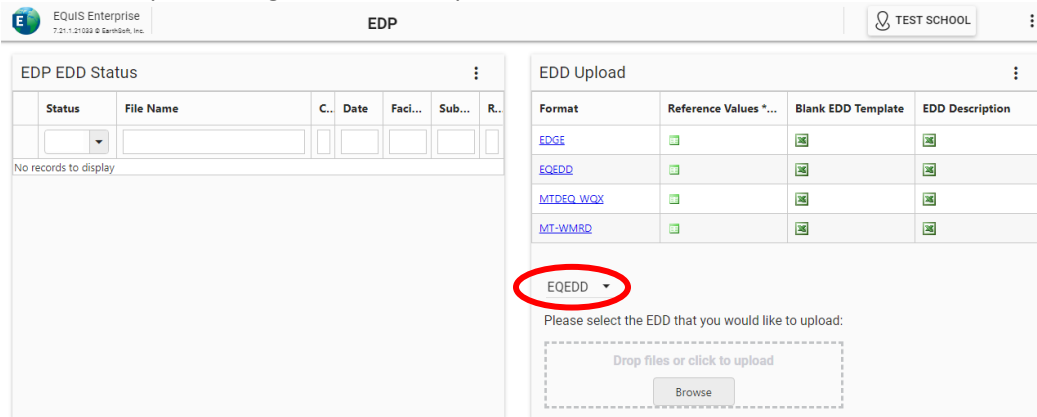 EQuIS Enterprise
7.21.1.21033 © EarthSoft, Inc.
EDP
TEST SCHOOL
EDP EDD Status
Status File Name C.. Date Faci... Sub... R..
No records to display
EDD Upload
Format Reference Values *... Blank EDD Template EDD Description
EDGE
EQEDD
MTDEQ_WQX
MT-WMRD
EQEDD
Please select the EDD that you would like to upload:
Drop files or click to upload
Browse